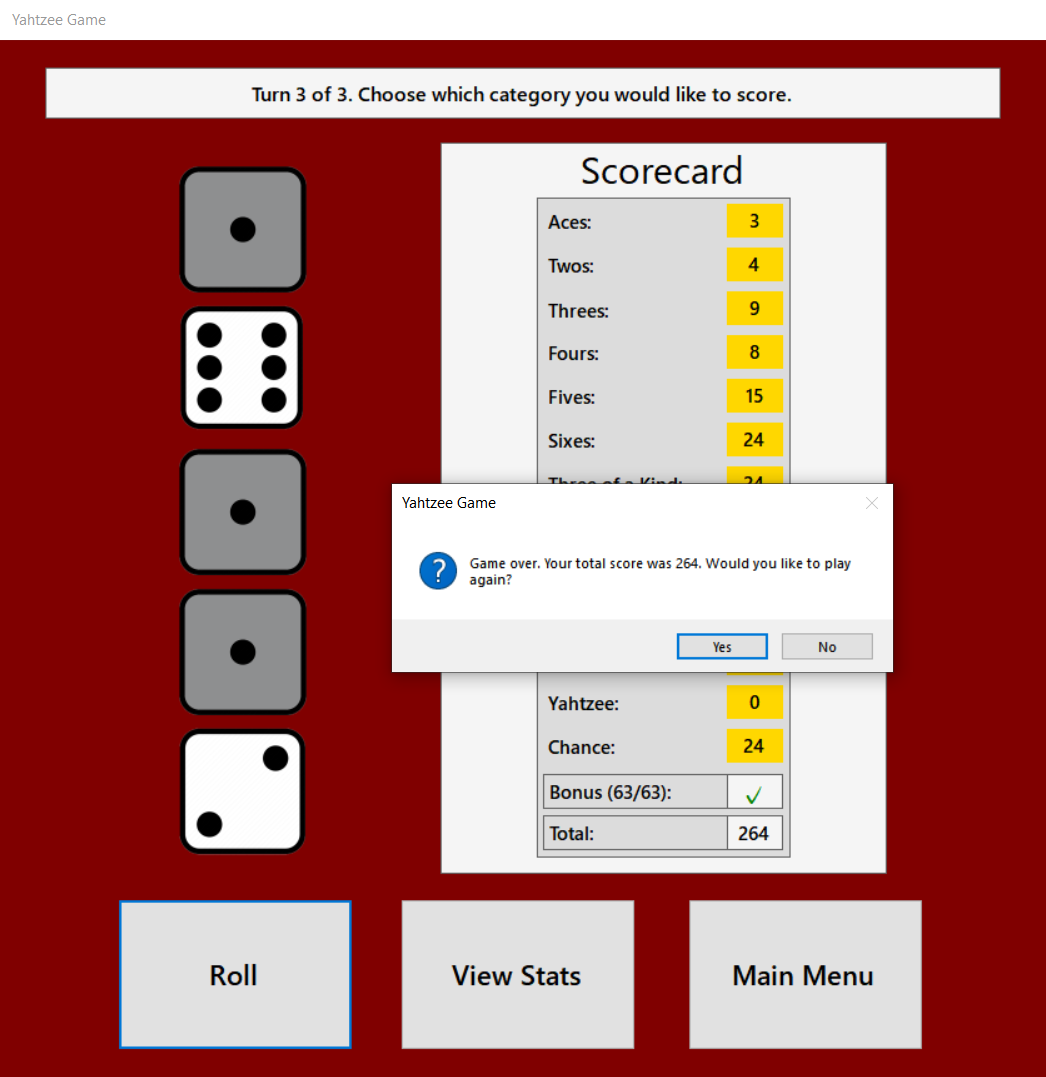 Yahtzee Game
Turn 3 of 3. Choose which category you would like to score.
Scorecard
Aces: 3
Twos: 4
Threes: 9
Fours: 8
Fives: 15
Sixes: 24
Three of a Kind: 24
Yahtzee Game
Game over. Your total score was 264. Would you like to play
again?
Yes No
Yahtzee: 0
Chance: 24
Bonus (63/63): ✓
Total: 264
Roll View Stats Main Menu